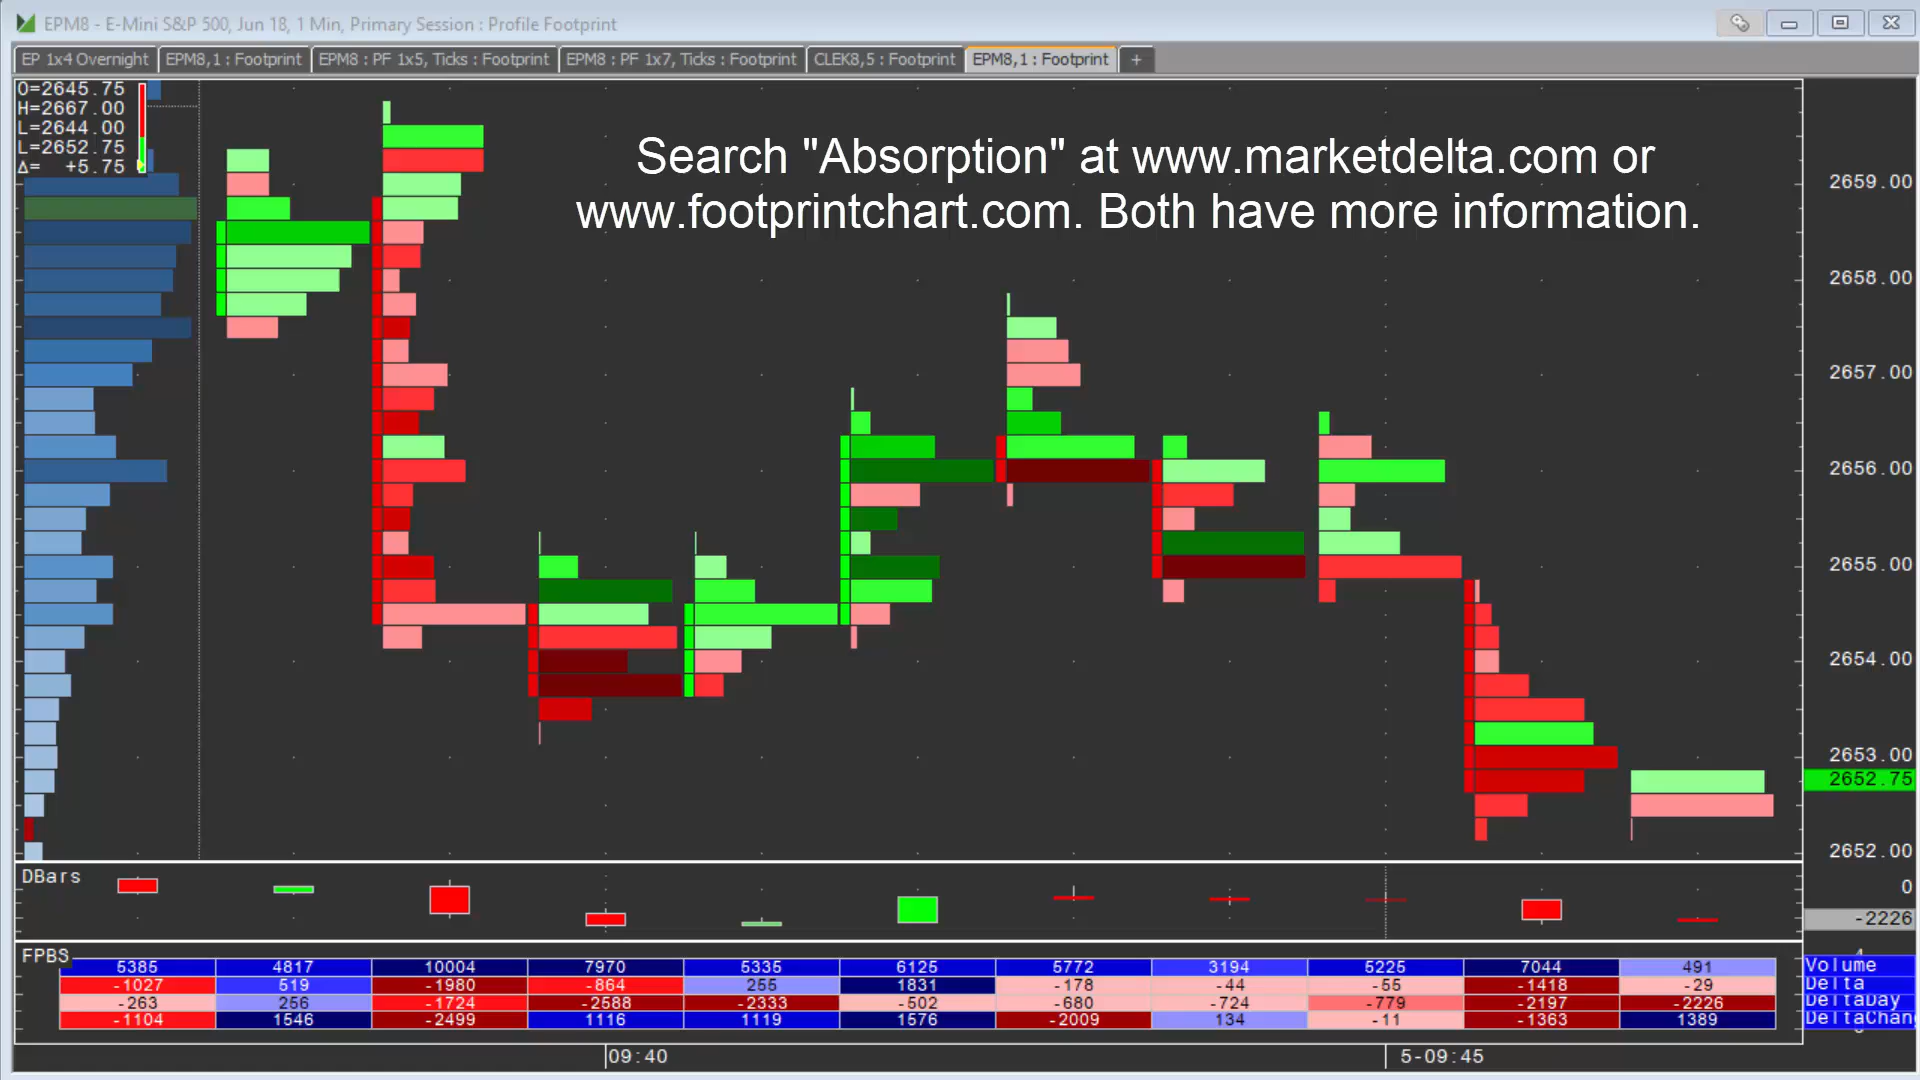 EPM8 - E-Mini S&P 500, Jun 18, 1 Min, Primary Session : Profile Footprint
EP 1x4 Overnight EPM8,1 : Footprint EPM8 : PF 1x5, Ticks : Footprint EPM8 : PF 1x7, Ticks : Footprint CLEK8,5 : Footprint EPM8,1 : Footprint +
O=2645.75
H=2667.00
L=2644.00
L=2652.75
Δ= +5.75
Search "Absorption" at www.marketdelta.com or
www.footprintchart.com. Both have more information.
2659.00
2658.00
2657.00
2656.00
2655.00
2654.00
2653.00
2652.75
2652.00
DBars
0
-2226
FPBS
5385 4817 10004 7970 5335 6125 5772 3194 5225 7044 491 Volume
-1027 519 -1980 -864 255 1831 -178 -44 -55 -1418 -29 Delta
-263 256 -1724 -2588 -2333 -502 -680 -724 -779 -2197 -2226 DeltaDay
-1104 1546 -2499 1116 1119 1576 -2009 134 -11 -1363 1389 DeltaChan
09:40 5-09:45